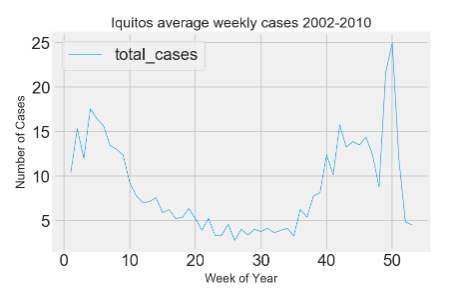 Iquitos average weekly cases 2002-2010
total_cases
Number of Cases
25
20
15
10
5
0 10 20 30 40 50
Week of Year